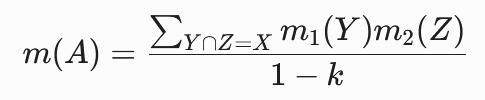 m(A) = \frac{\sum_{Y \cap Z = X} m_1(Y) m_2(Z)}{1 - k}